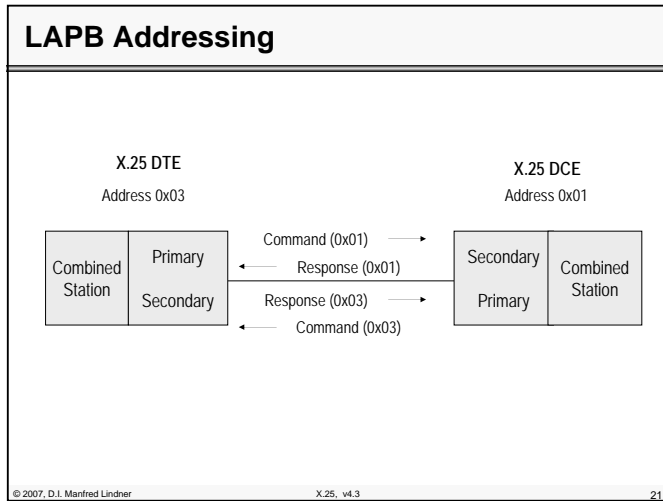 LAPB Addressing
X.25 DTE
Address 0x03
X.25 DCE
Address 0x01
Combined
Station
Primary
Secondary
Command (0x01)
Response (0x01)
Response (0x03)
Command (0x03)
Secondary
Primary
Combined
Station
© 2007, D.I. Manfred Lindner
X.25, v4.3
21